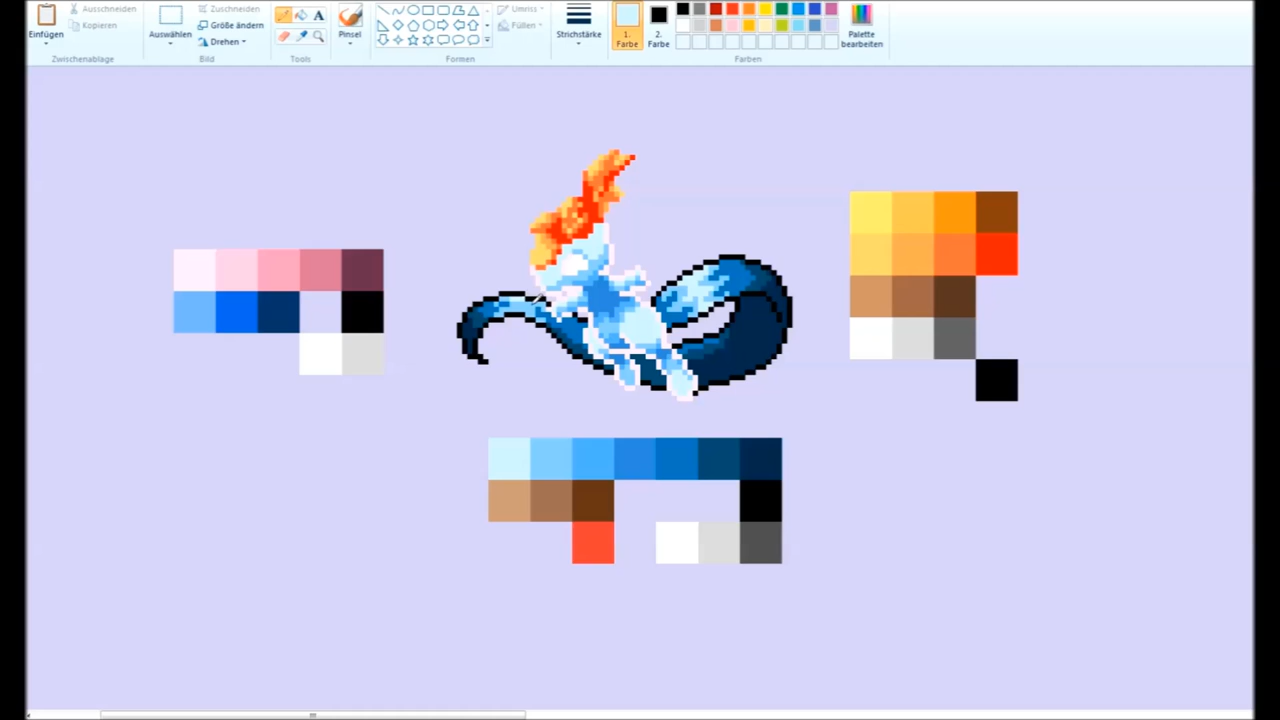 Ausschneiden
Kopieren
Einfügen
Zwischenablage
Auswählen
Zuschneiden
Größe ändern
Drehen
Bild
A
Tools
Pinsel
Umriss
Füllen
Formen
Strichstärke
1.
Farbe
2.
Farbe
Palette
bearbeiten
Farben